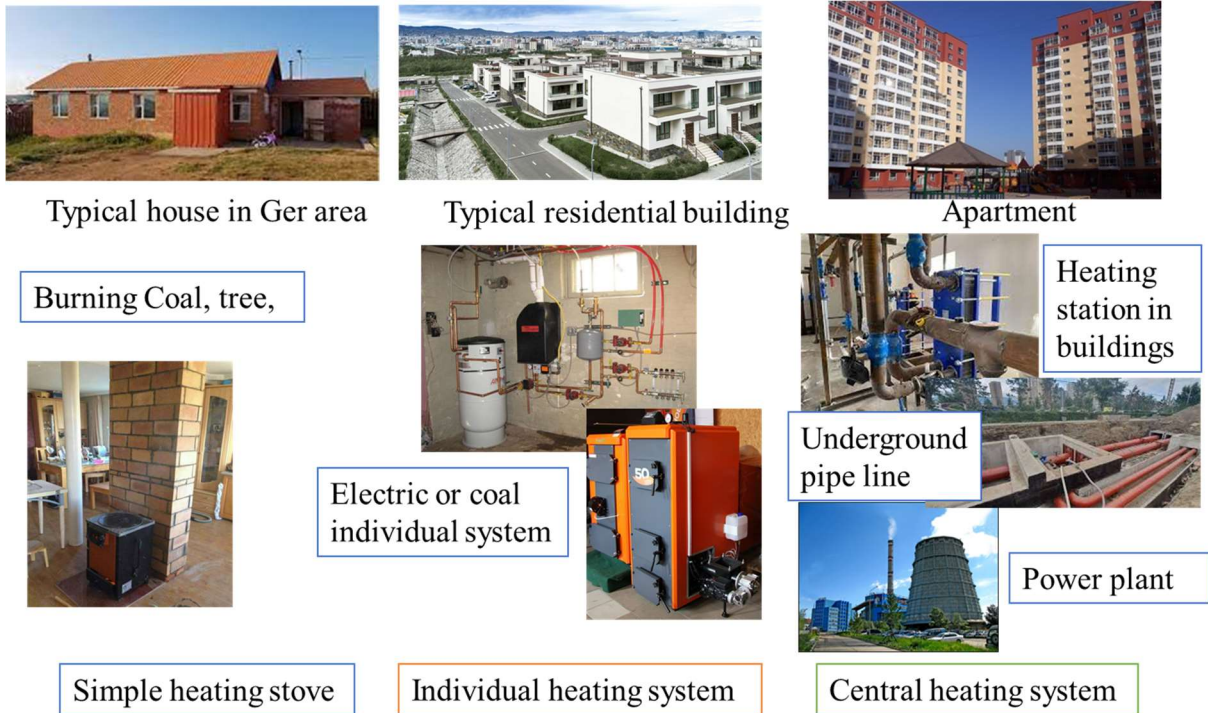 Typical house in Ger area
Typical residential building
Apartment
Burning Coal, tree,
Heating
station in
buildings
Underground
pipe line
Electric or coal
individual system
50
Power plant
Simple heating stove
Individual heating system
Central heating system